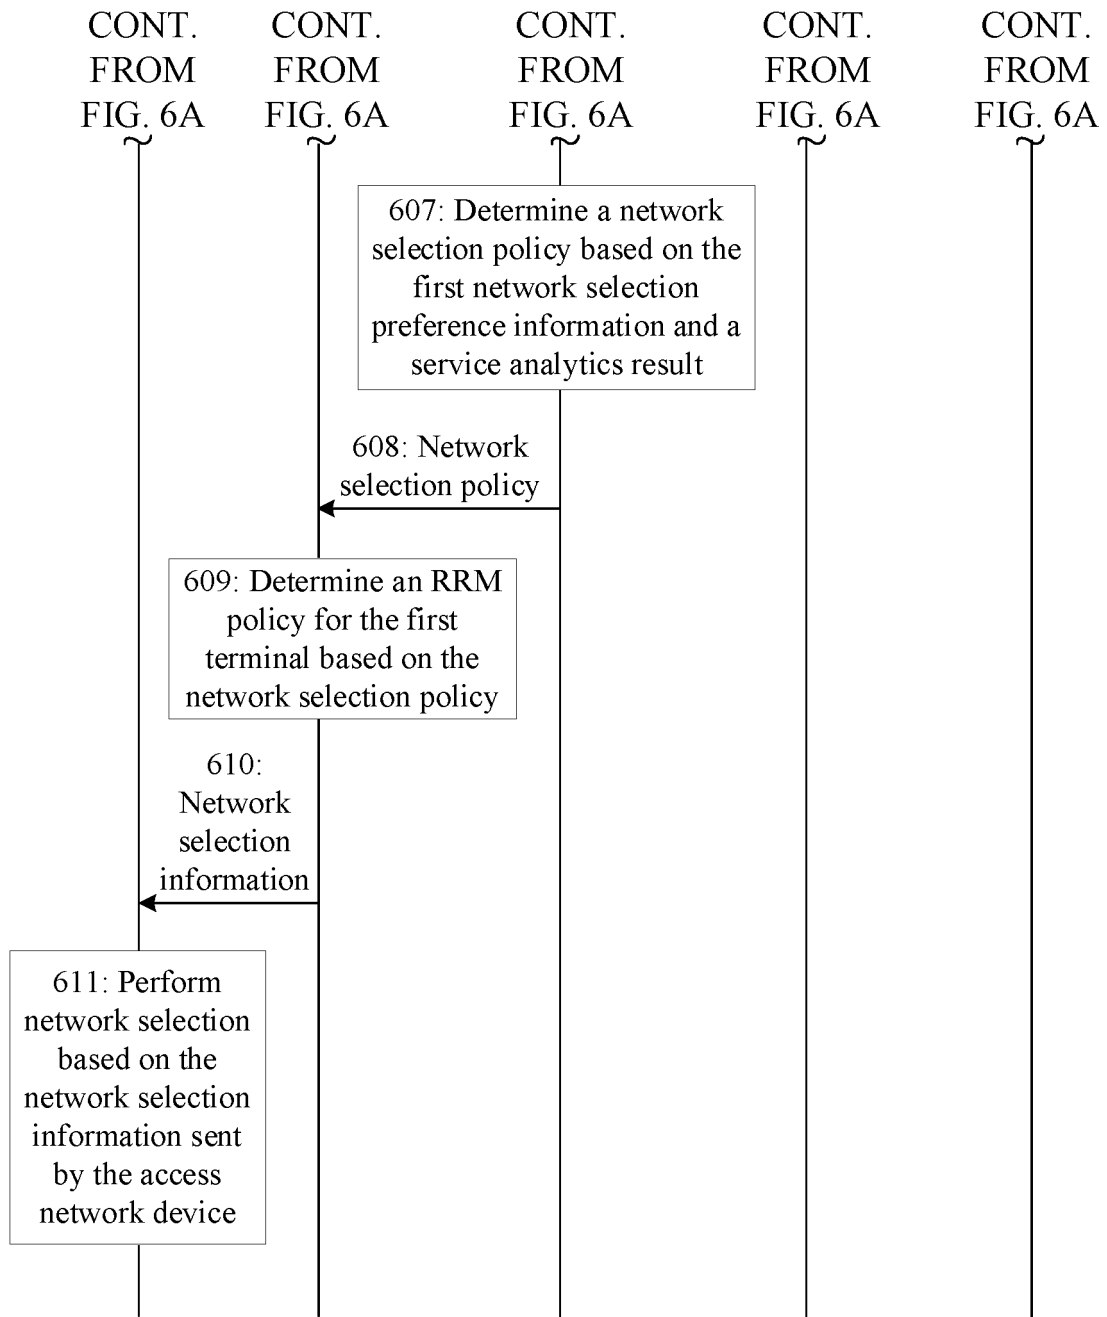 CONT. FROM FIG. 6A
CONT. FROM FIG. 6A
CONT. FROM FIG. 6A
CONT. FROM FIG. 6A
CONT. FROM FIG. 6A
607: Determine a network
selection policy based on the
first network selection
preference information and a
service analytics result
608: Network
selection policy
609: Determine an RRM
policy for the first
terminal based on the
network selection policy
610:
Network
selection
information
611: Perform
network selection
based on the
network selection
information sent
by the access
network device